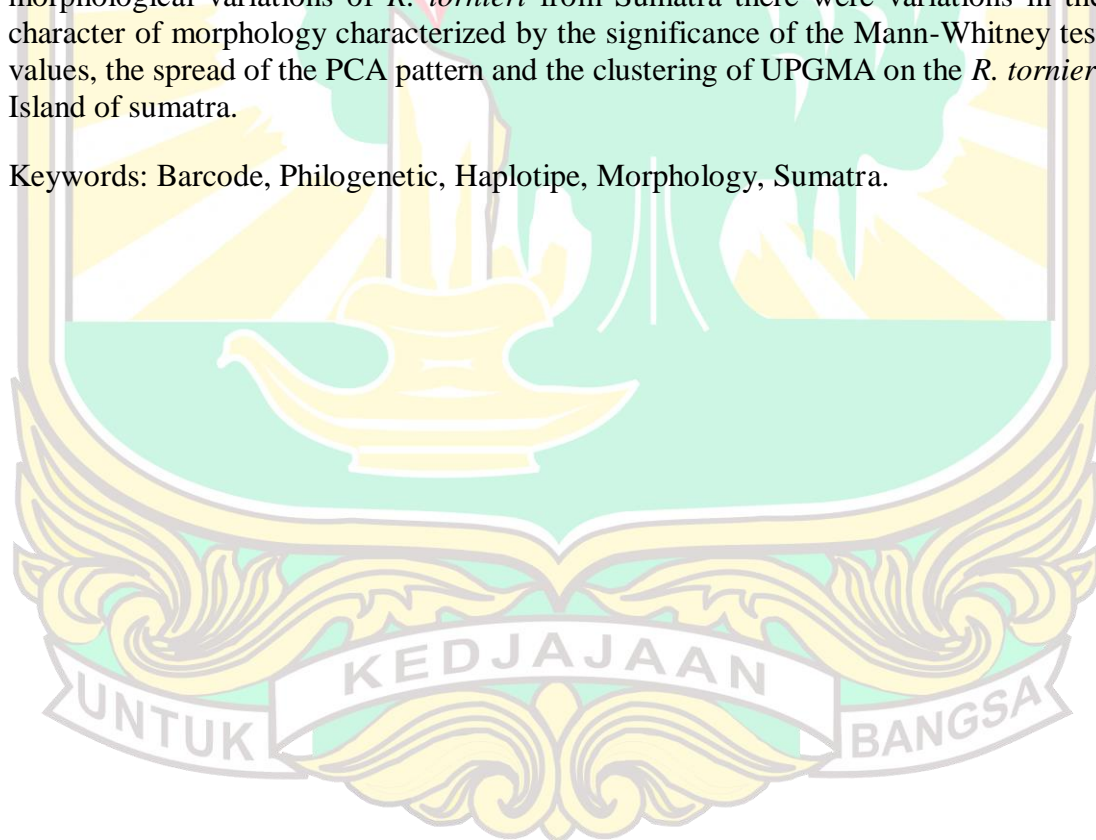 morphological variations of R. tornieri from Sumatra there were variations in the
character of morphology characterized by the significance of the Mann-Whitney tes
values, the spread of the PCA pattern and the clustering of UPGMA on the R. tornier
Island of sumatra.
Keywords: Barcode, Philogenetic, Haplotipe, Morphology, Sumatra.
UNTUK KEDJAJAAN BANGSA